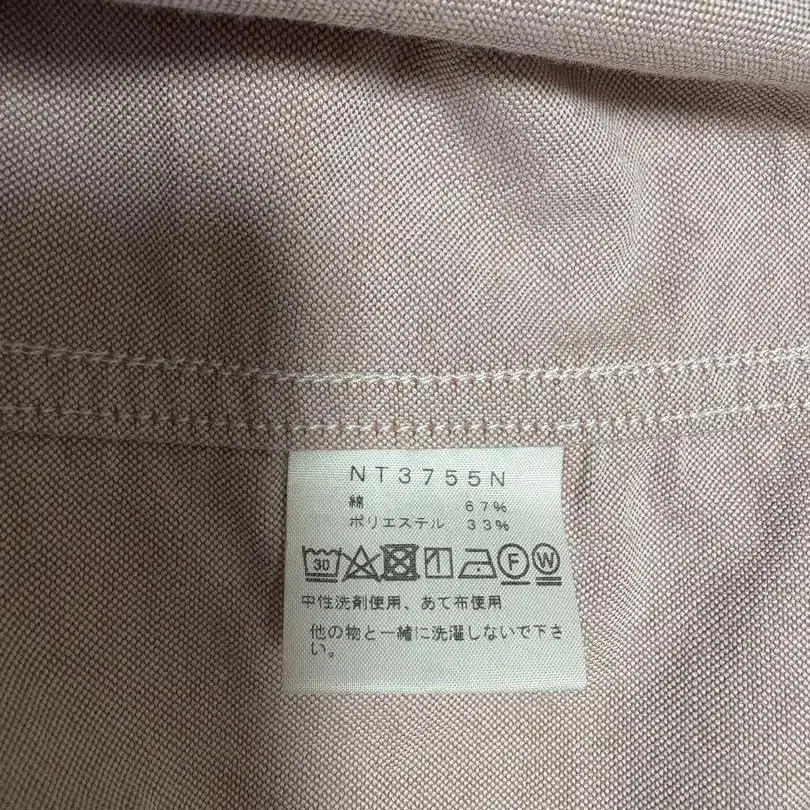 NT3755N
綿 67%
ポリエステル 33%
30 F W
中性洗剤使用、あて布使用
他の物と一緒に洗濯しないで下さ
い。